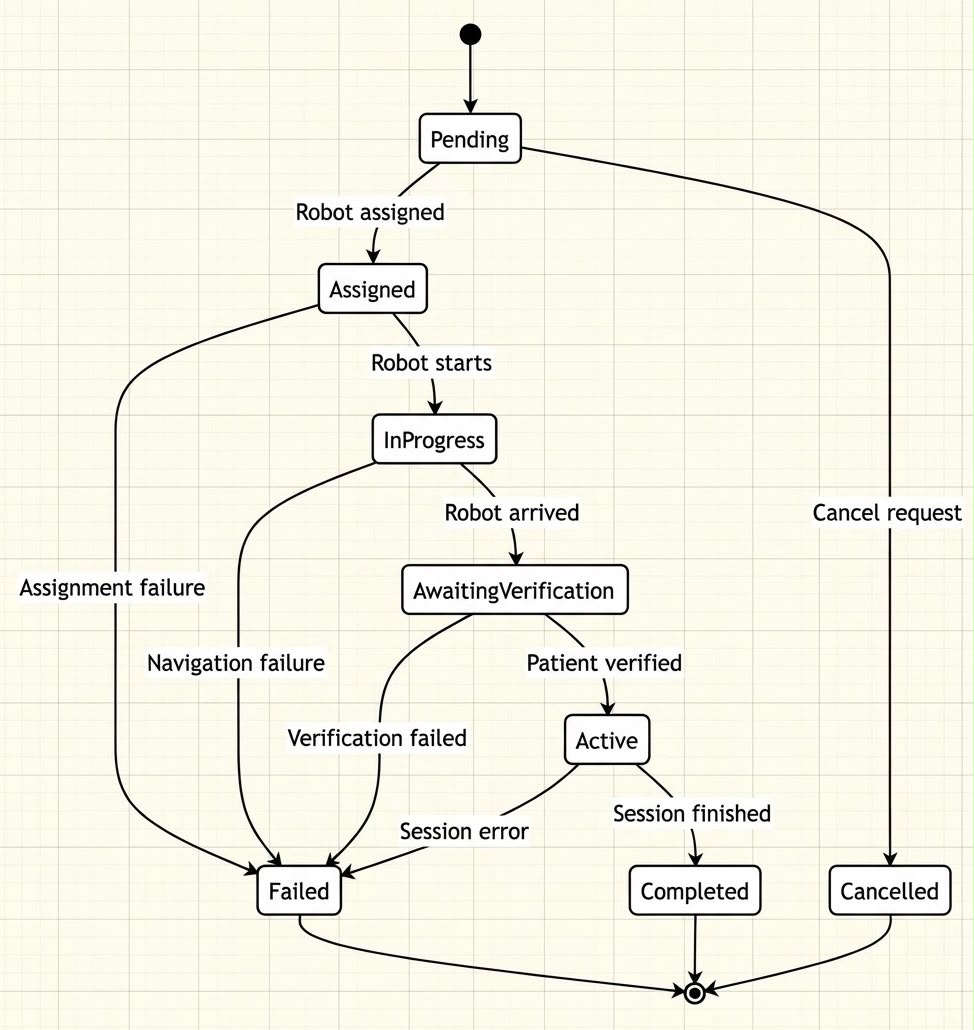 Pending
Robot assigned
Assigned
Robot starts
InProgress
Robot arrived
Cancel request
Assignment failure
AwaitingVerification
Navigation failure
Patient verified
Verification failed
Active
Session error
Session finished
Failed
Completed
Cancelled